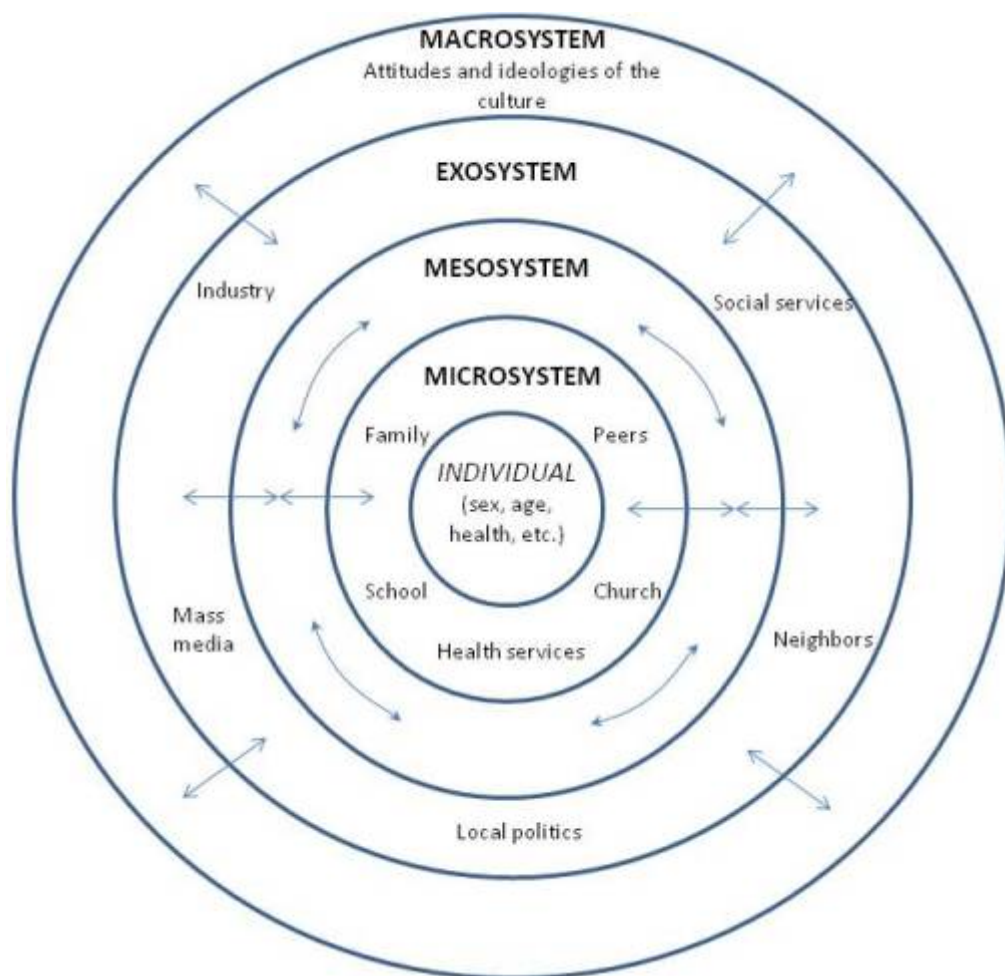 MACROSYSTEM
Attitudes and ideologies of the
culture
EXOSYSTEM
MESOSYSTEM
Industry
Social services
MICROSYSTEM
Family
Peers
INDIVIDUAL
(sex, age,
health, etc.)
School
Church
Mass
media
Health services
Neighbors
Local politics